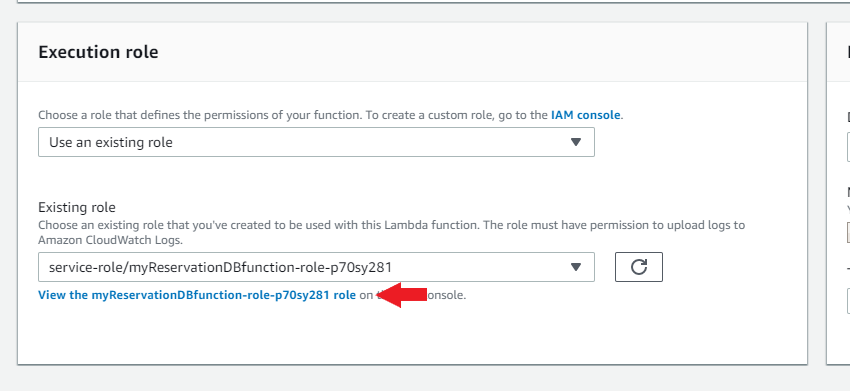 Execution role
Choose a role that defines the permissions of your function. To create a custom role, go to the IAM console.
Use an existing role
Existing role
Choose an existing role that you've created to be used with this Lambda function. The role must have permission to upload logs to
Amazon CloudWatch Logs.
service-role/myReservationDBfunction-role-p70sy281
View the myReservationDBfunction-role-p70sy281 role on console.